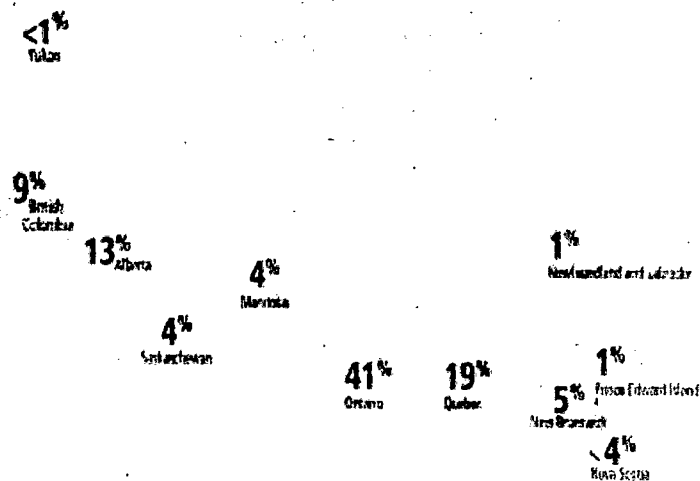 <1%
Yukon
9%
British
Columbia
13%
Alberta
1%
Newfoundland and Labrador
4%
Manitoba
4%
Saskatchewan
41%
Ontario
19%
Quebec
1%
Prince Edward Island
5%
New Brunswick
4%
Nova Scotia